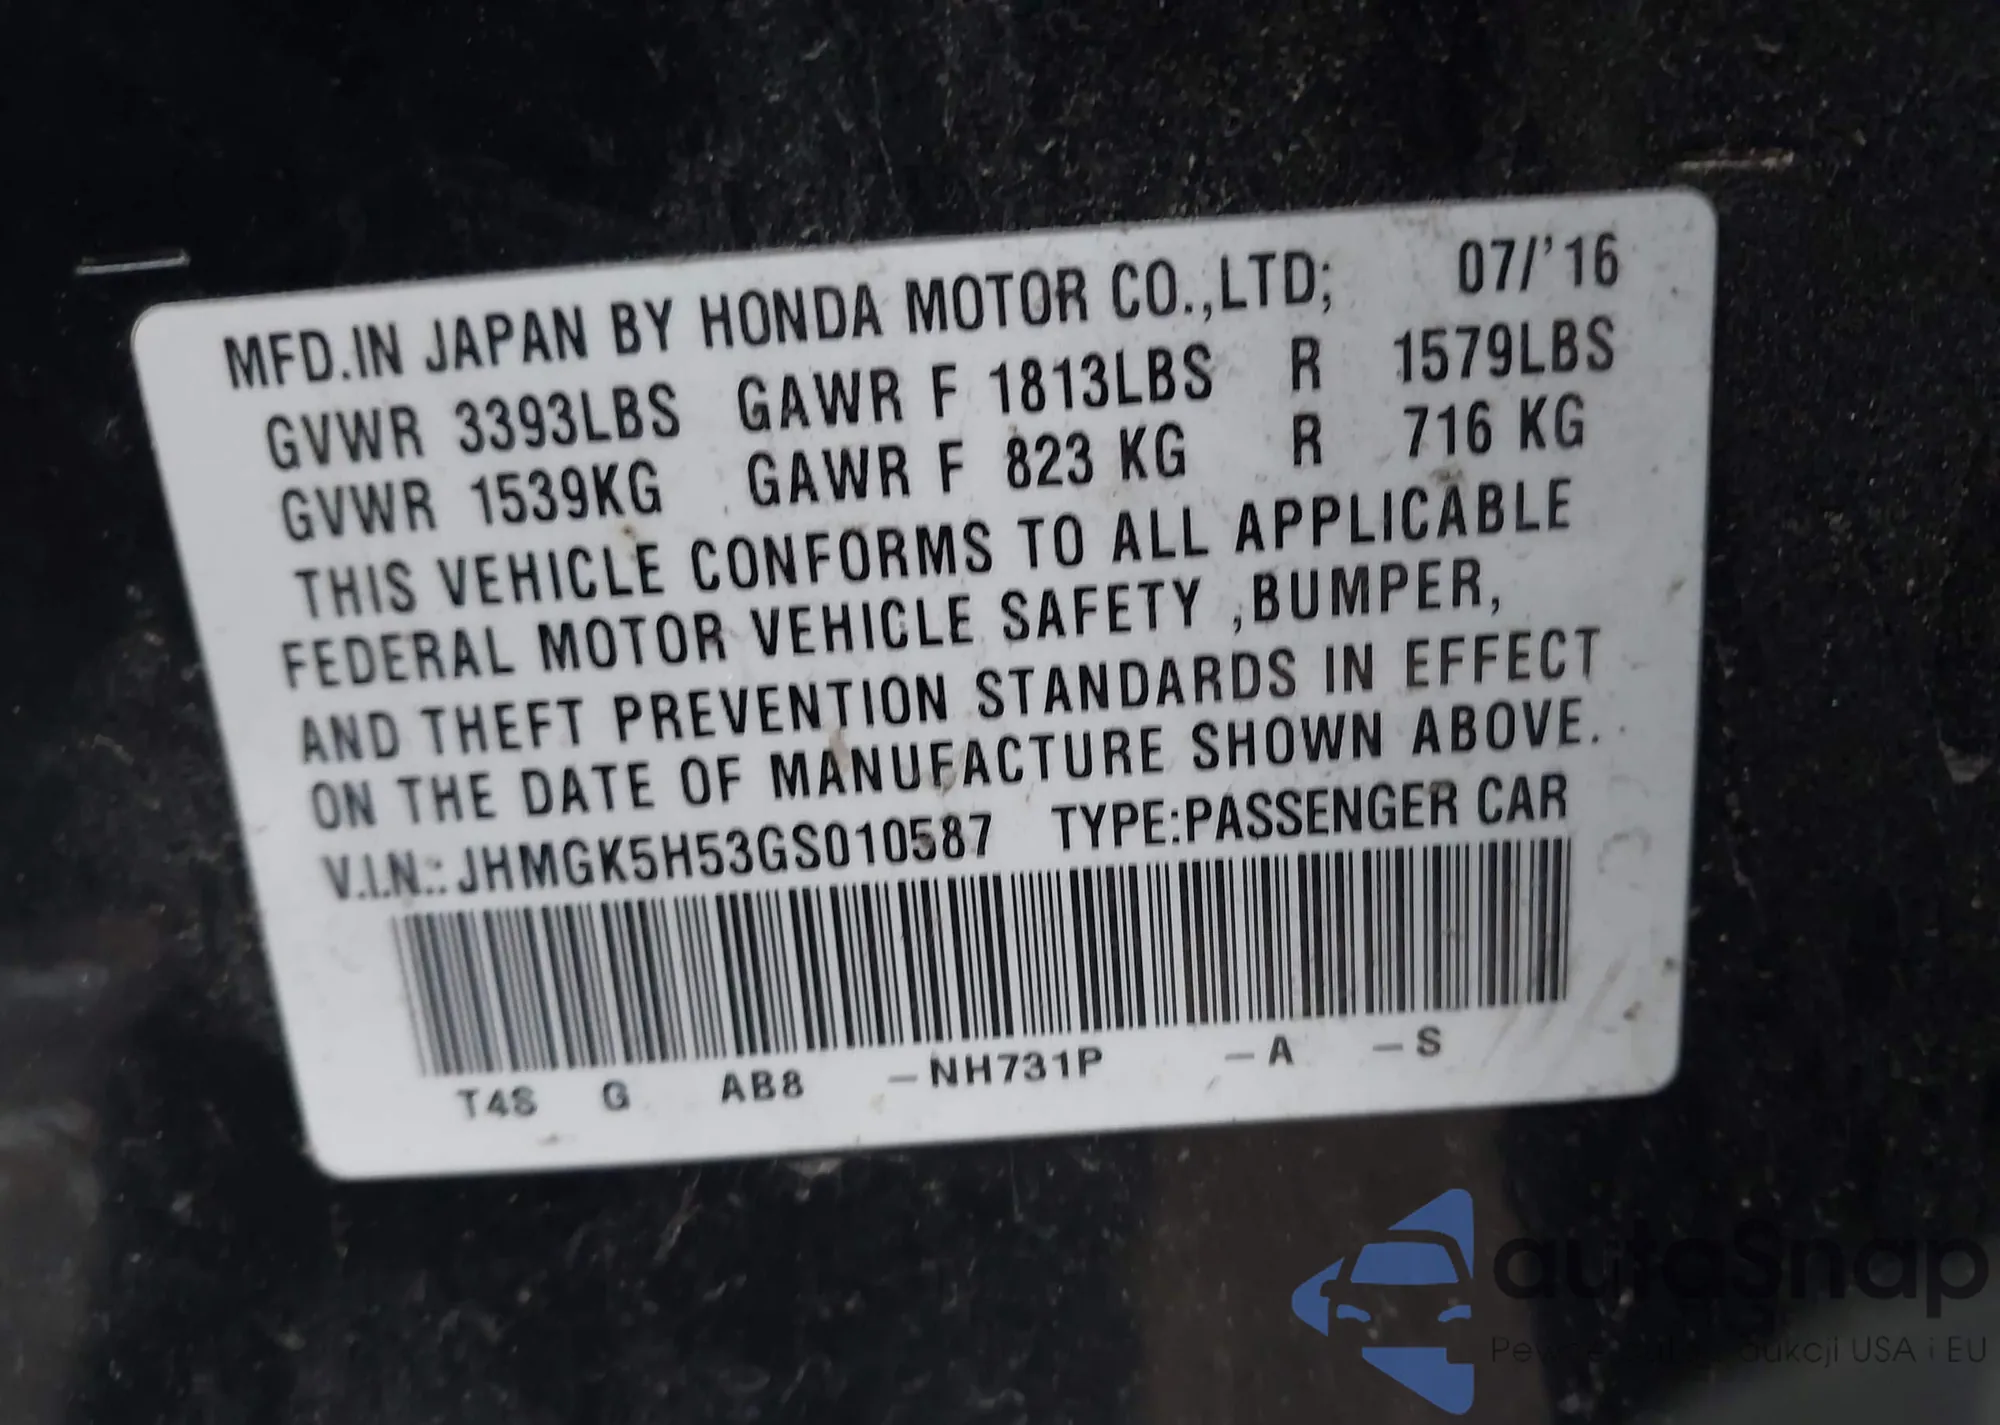 MFD.IN JAPAN BY HONDA MOTOR CO.,LTD; 07/'16
GVWR 3393LBS GAWR F 1813LBS R 1579LBS
GVWR 1539KG GAWR F 823 KG R 716 KG
THIS VEHICLE CONFORMS TO ALL APPLICABLE
FEDERAL MOTOR VEHICLE SAFETY ,BUMPER,
AND THEFT PREVENTION STANDARDS IN EFFECT
ON THE DATE OF MANUFACTURE SHOWN ABOVE.
V.I.N.: JHMGK5H53GS010587 TYPE:PASSENGER CAR
T4S G AB8 –NH731P –A –S
autoSnap
USA i EU